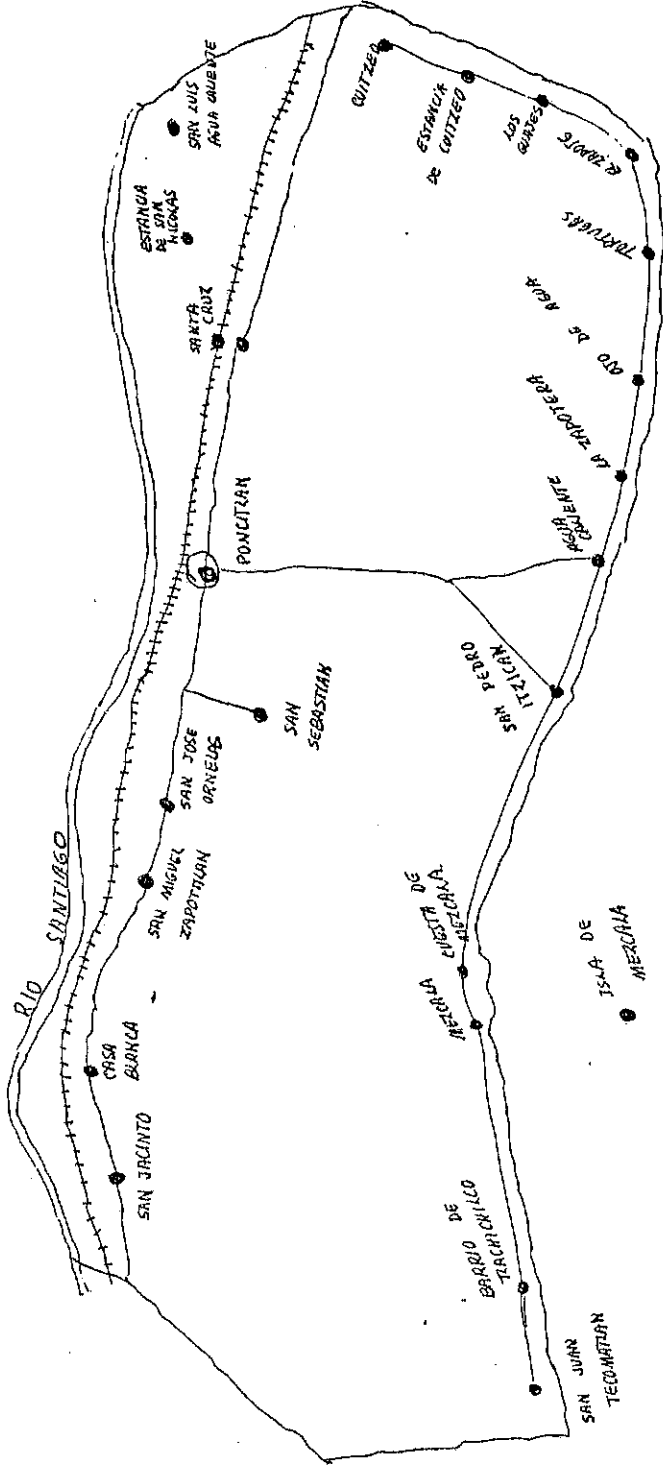 RIO SANTIAGO
SAN LUIS
AGUA CALIENTE
ESTANCIA
DE SAN
NICOLAS
SANTA
CRUZ
PONCITLAN
SAN
SEBASTIAN
SAN JOSE
ORNELAS
SAN MIGUEL
ZAPOTITLAN
CASA
BLANCA
SAN JACINTO
CUITZEO
ESTANCIA
DE CUITZEO
LOS
GUAJES
EL ZAPOTE
TORTUGAS
OJO DE AGUA
LA ZAPOTERA
AGUA
CALIENTE
SAN PEDRO
ITZICAN
CUESTA DE
MEZCALA
MEZCALA
ISLA DE
MEZCALA
BARRIO DE
TLACHICHILCO
SAN JUAN
TECOMATLAN